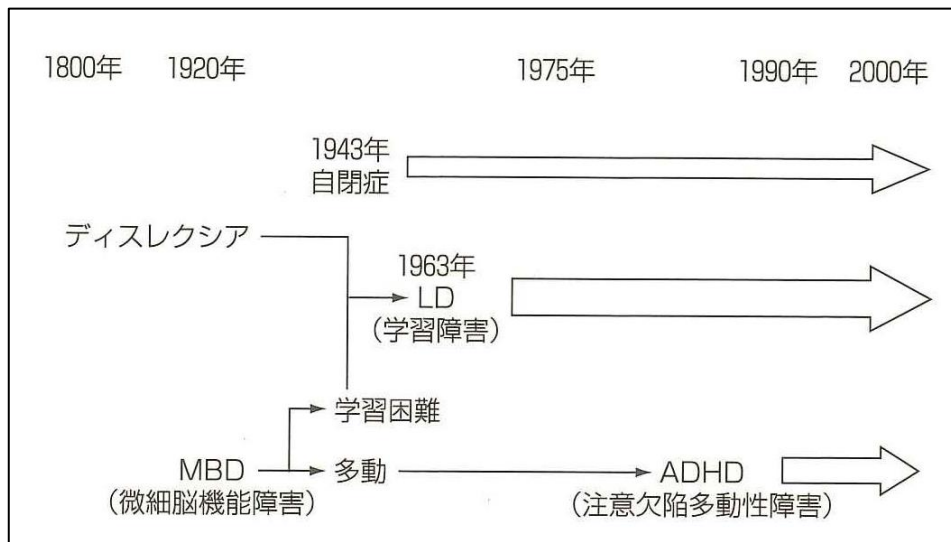 1800年 1920年 1975年 1990年 2000年
1943年
自閉症
ディスレクシア
1963年
LD
（学習障害）
学習困難
MBD 多動 ADHD
（微細脳機能障害） （注意欠陥多動性障害）